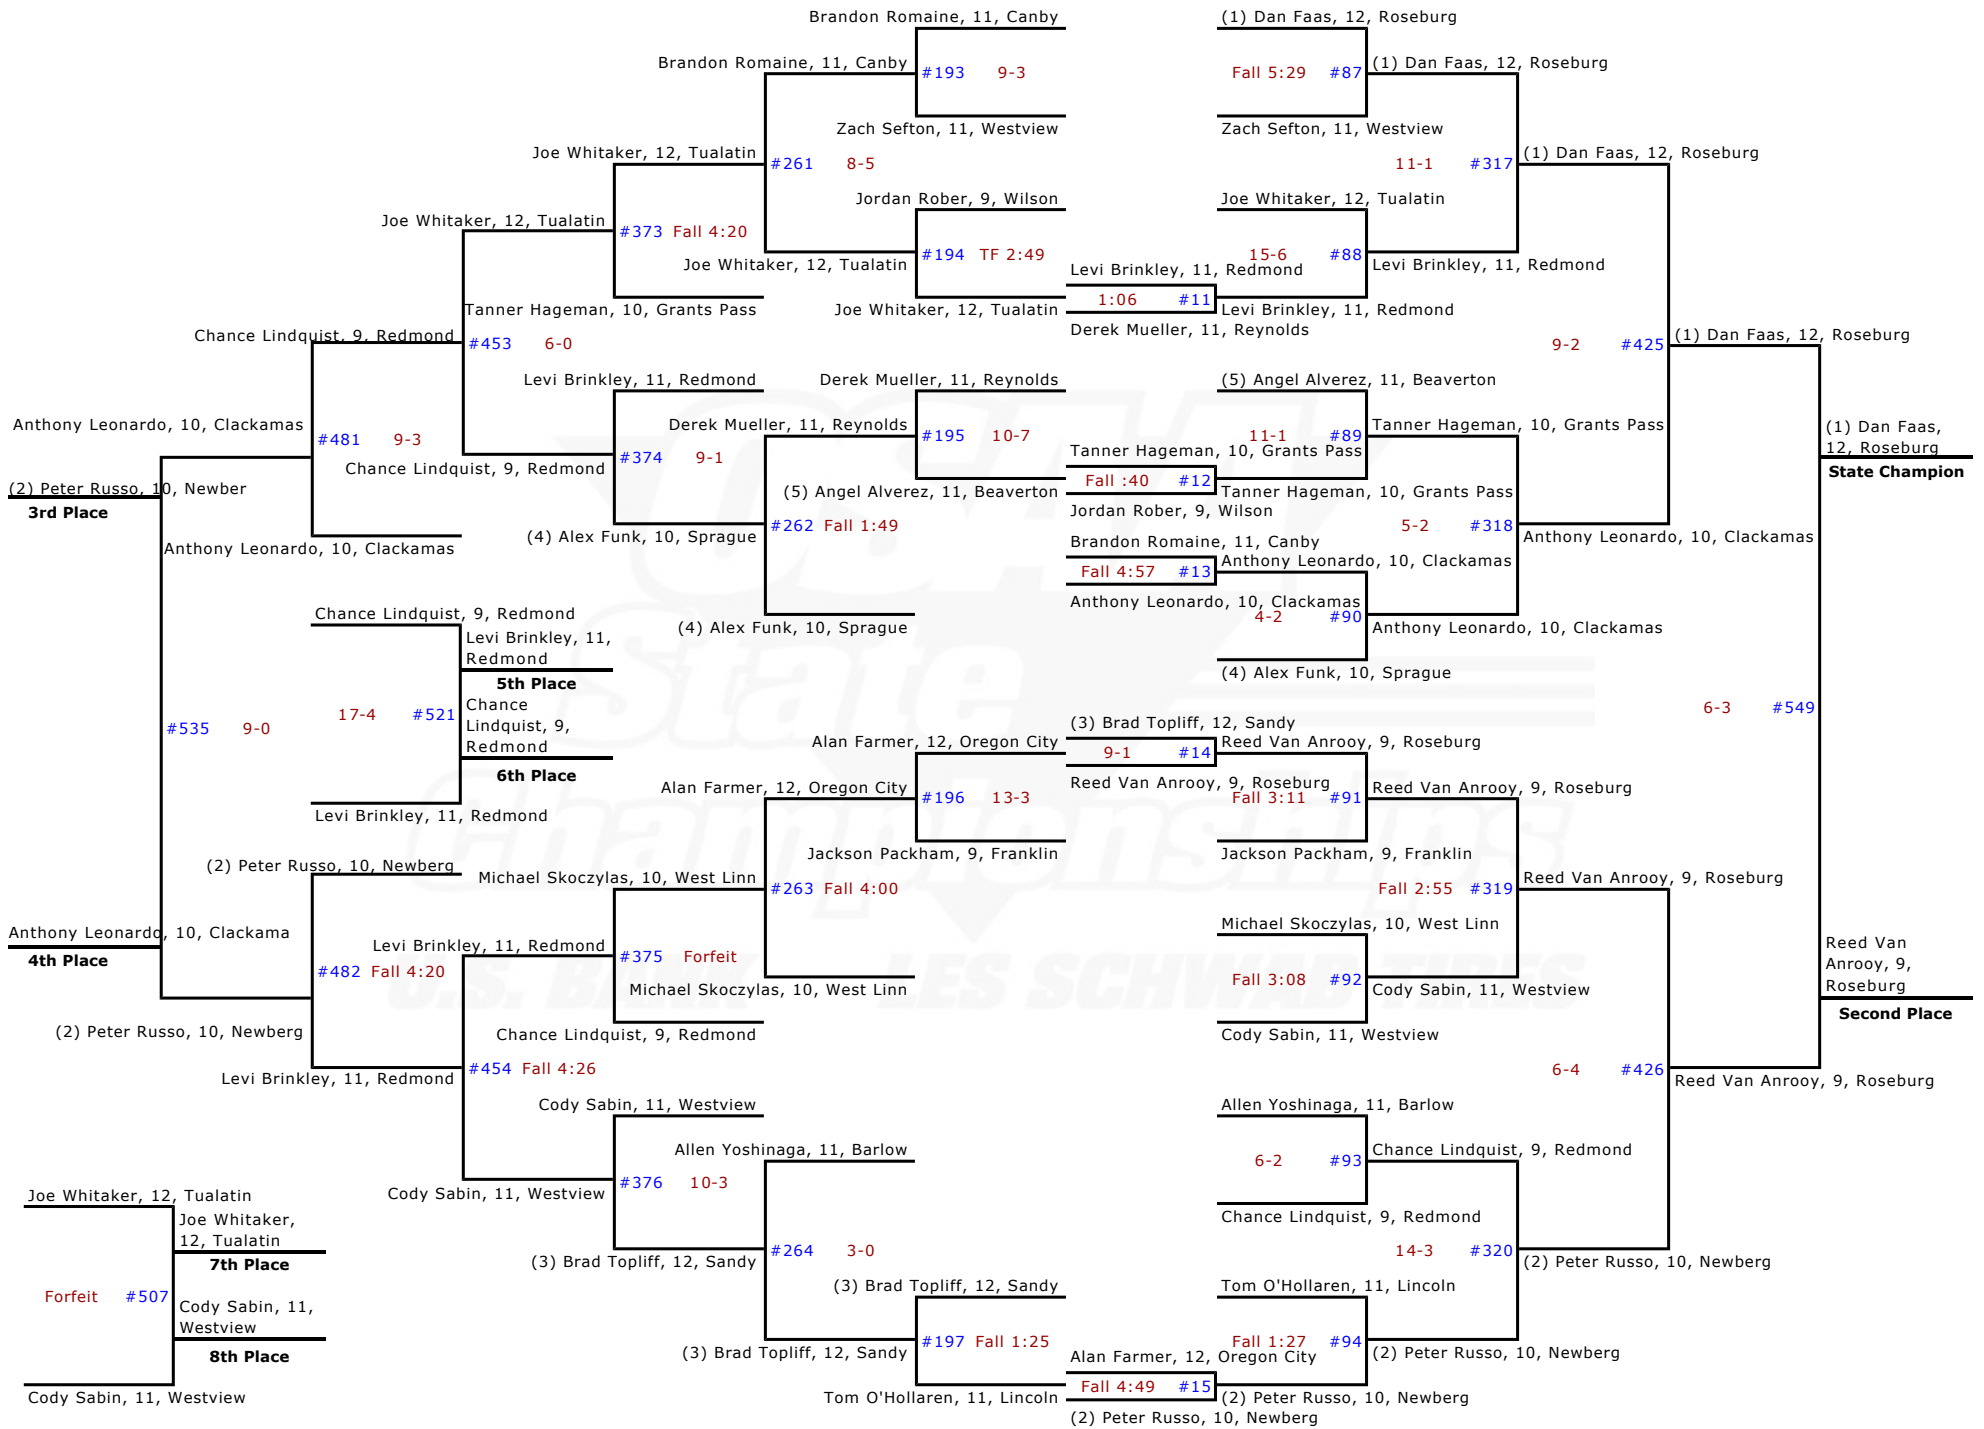 Brandon Romaine, 11, Canby
(1) Dan Faas, 12, Roseburg
Brandon Romaine, 11, Canby
#193 9-3
Fall 5:29 #87
(1) Dan Faas, 12, Roseburg
Zach Sefton, 11, Westview
Zach Sefton, 11, Westview
Joe Whitaker, 12, Tualatin
#261 8-5
11-1 #317
(1) Dan Faas, 12, Roseburg
Jordan Rober, 9, Wilson
Joe Whitaker, 12, Tualatin
Joe Whitaker, 12, Tualatin
#373 Fall 4:20
Joe Whitaker, 12, Tualatin
#194 TF 2:49
15-6 #88
Levi Brinkley, 11, Redmond
Levi Brinkley, 11, Redmond
1:06 #11
Tanner Hageman, 10, Grants Pass
Joe Whitaker, 12, Tualatin
Levi Brinkley, 11, Redmond
Derek Mueller, 11, Reynolds
Chance Lindquist, 9, Redmond
#453 6-0
9-2 #425
(1) Dan Faas, 12, Roseburg
Levi Brinkley, 11, Redmond
Derek Mueller, 11, Reynolds
(5) Angel Alverez, 11, Beaverton
Anthony Leonardo, 10, Clackamas
#481 9-3
Derek Mueller, 11, Reynolds
#195 10-7
11-1 #89
Tanner Hageman, 10, Grants Pass
(1) Dan Faas,
12, Roseburg
State Champion
Tanner Hageman, 10, Grants Pass
Chance Lindquist, 9, Redmond
#374 9-1
Fall :40 #12
(2) Peter Russo, 10, Newber
3rd Place
(5) Angel Alverez, 11, Beaverton
Tanner Hageman, 10, Grants Pass
Jordan Rober, 9, Wilson
#262 Fall 1:49
5-2 #318
(4) Alex Funk, 10, Sprague
Anthony Leonardo, 10, Clackamas
Brandon Romaine, 11, Canby
Anthony Leonardo, 10, Clackamas
Anthony Leonardo, 10, Clackamas
Fall 4:57 #13
OSAA
Anthony Leonardo, 10, Clackamas
Chance Lindquist, 9, Redmond
4-2 #90
(4) Alex Funk, 10, Sprague
Anthony Leonardo, 10, Clackamas
Levi Brinkley, 11,
Redmond
5th Place
(4) Alex Funk, 10, Sprague
State
Chance
Lindquist, 9,
Redmond
6th Place
17-4 #521
#535 9-0
6-3 #549
(3) Brad Topliff, 12, Sandy
Alan Farmer, 12, Oregon City
9-1 #14
Reed Van Anrooy, 9, Roseburg
Reed Van Anrooy, 9, Roseburg
Alan Farmer, 12, Oregon City
#196 13-3
Fall 3:11 #91
Reed Van Anrooy, 9, Roseburg
Levi Brinkley, 11, Redmond
Championships
Jackson Packham, 9, Franklin
Jackson Packham, 9, Franklin
(2) Peter Russo, 10, Newberg
Michael Skoczylas, 10, West Linn
#263 Fall 4:00
Fall 2:55 #319
Reed Van Anrooy, 9, Roseburg
Michael Skoczylas, 10, West Linn
Anthony Leonardo, 10, Clackama
4th Place
Levi Brinkley, 11, Redmond
#375 Forfeit
Reed Van
Anrooy, 9,
Roseburg
Second Place
#482 Fall 4:20
Fall 3:08 #92
U.S. BANK LES SCHWAB TIRES
Michael Skoczylas, 10, West Linn
Cody Sabin, 11, Westview
(2) Peter Russo, 10, Newberg
Chance Lindquist, 9, Redmond
Cody Sabin, 11, Westview
Levi Brinkley, 11, Redmond
#454 Fall 4:26
6-4 #426
Reed Van Anrooy, 9, Roseburg
Cody Sabin, 11, Westview
Allen Yoshinaga, 11, Barlow
Allen Yoshinaga, 11, Barlow
6-2 #93
Chance Lindquist, 9, Redmond
Cody Sabin, 11, Westview
#376 10-3
Joe Whitaker, 12, Tualatin
Joe Whitaker,
12, Tualatin
7th Place
Chance Lindquist, 9, Redmond
#264 3-0
14-3 #320
(3) Brad Topliff, 12, Sandy
(2) Peter Russo, 10, Newberg
(3) Brad Topliff, 12, Sandy
Tom O'Hollaren, 11, Lincoln
Forfeit #507
Cody Sabin, 11,
Westview
8th Place
(3) Brad Topliff, 12, Sandy
#197 Fall 1:25
Fall 1:27 #94
Alan Farmer, 12, Oregon City
(2) Peter Russo, 10, Newberg
Fall 4:49 #15
Cody Sabin, 11, Westview
Tom O'Hollaren, 11, Lincoln
(2) Peter Russo, 10, Newberg
(2) Peter Russo, 10, Newberg